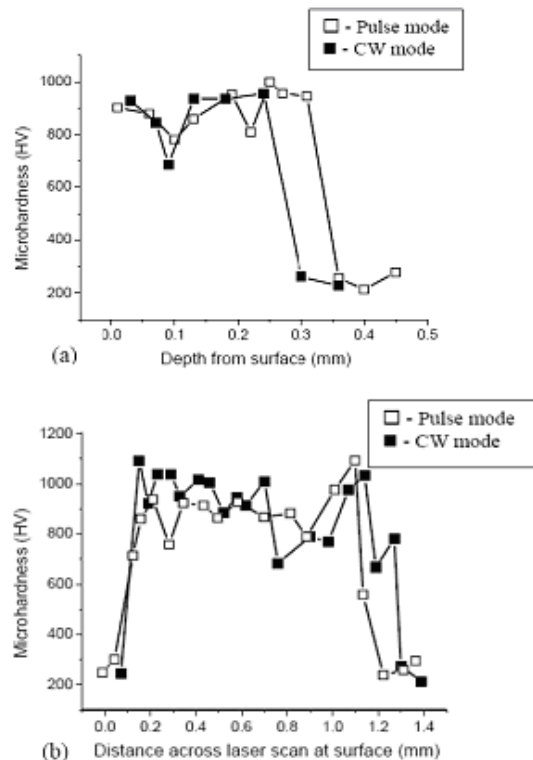 - Pulse mode
- CW mode
1000
800
600
400
200
Microhardness (HV)
0.0 0.1 0.2 0.3 0.4 0.5
(a) Depth from surface (mm)
- Pulse mode
- CW mode
1200
1000
800
600
400
200
Microhardness (HV)
0.0 0.2 0.4 0.6 0.8 1.0 1.2 1.4
(b) Distance across laser scan at surface (mm)